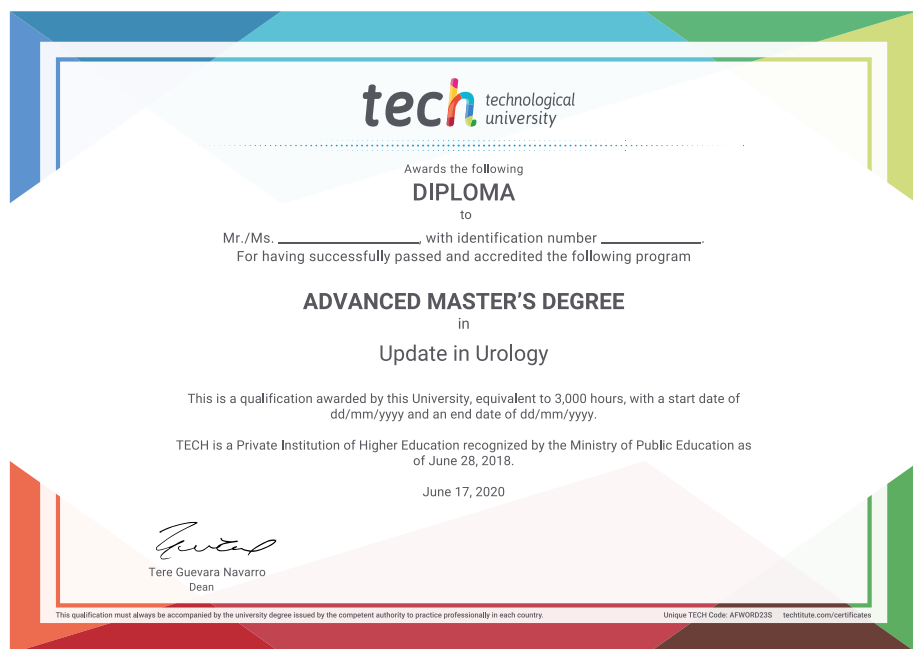 tech technological
university
Awards the following
DIPLOMA
to
Mr./Ms. ____________________, with identification number ______________.
For having successfully passed and accredited the following program
ADVANCED MASTER'S DEGREE
in
Update in Urology
This is a qualification awarded by this University, equivalent to 3,000 hours, with a start date of
dd/mm/yyyy and an end date of dd/mm/yyyy.
TECH is a Private Institution of Higher Education recognized by the Ministry of Public Education as
of June 28, 2018.
June 17, 2020
Tere Guevara Navarro
Dean
This qualification must always be accompanied by the university degree issued by the competent authority to practice professionally in each country.
Unique TECH Code: AFWORD23S techtitute.com/certificates